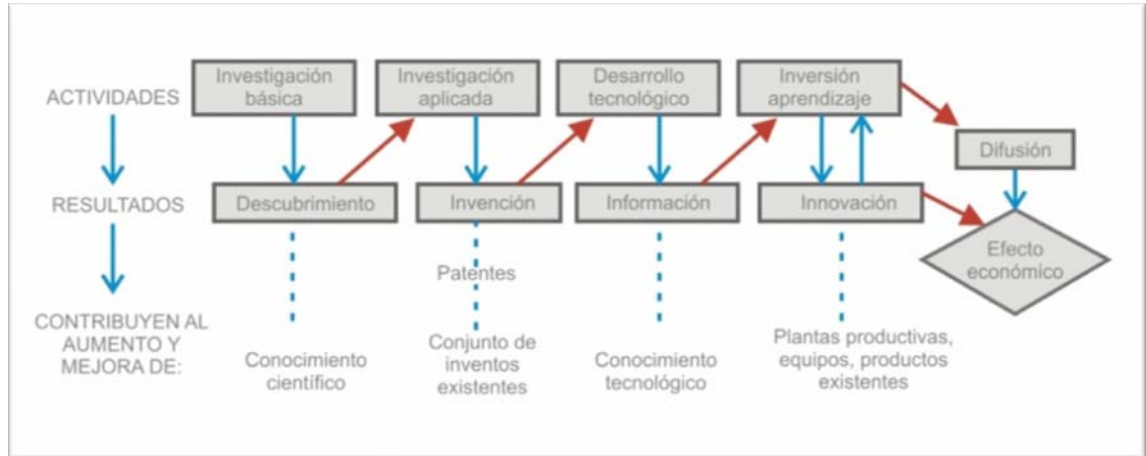 ACTIVIDADES
Investigación
básica
Investigación
aplicada
Desarrollo
tecnológico
Inversión
aprendizaje
Difusión
RESULTADOS
Descubrimiento
Invención
Información
Innovación
Efecto
económico
Patentes
CONTRIBUYEN AL
AUMENTO Y
MEJORA DE:
Conocimiento
científico
Conjunto de
inventos
existentes
Conocimiento
tecnológico
Plantas productivas,
equipos, productos
existentes